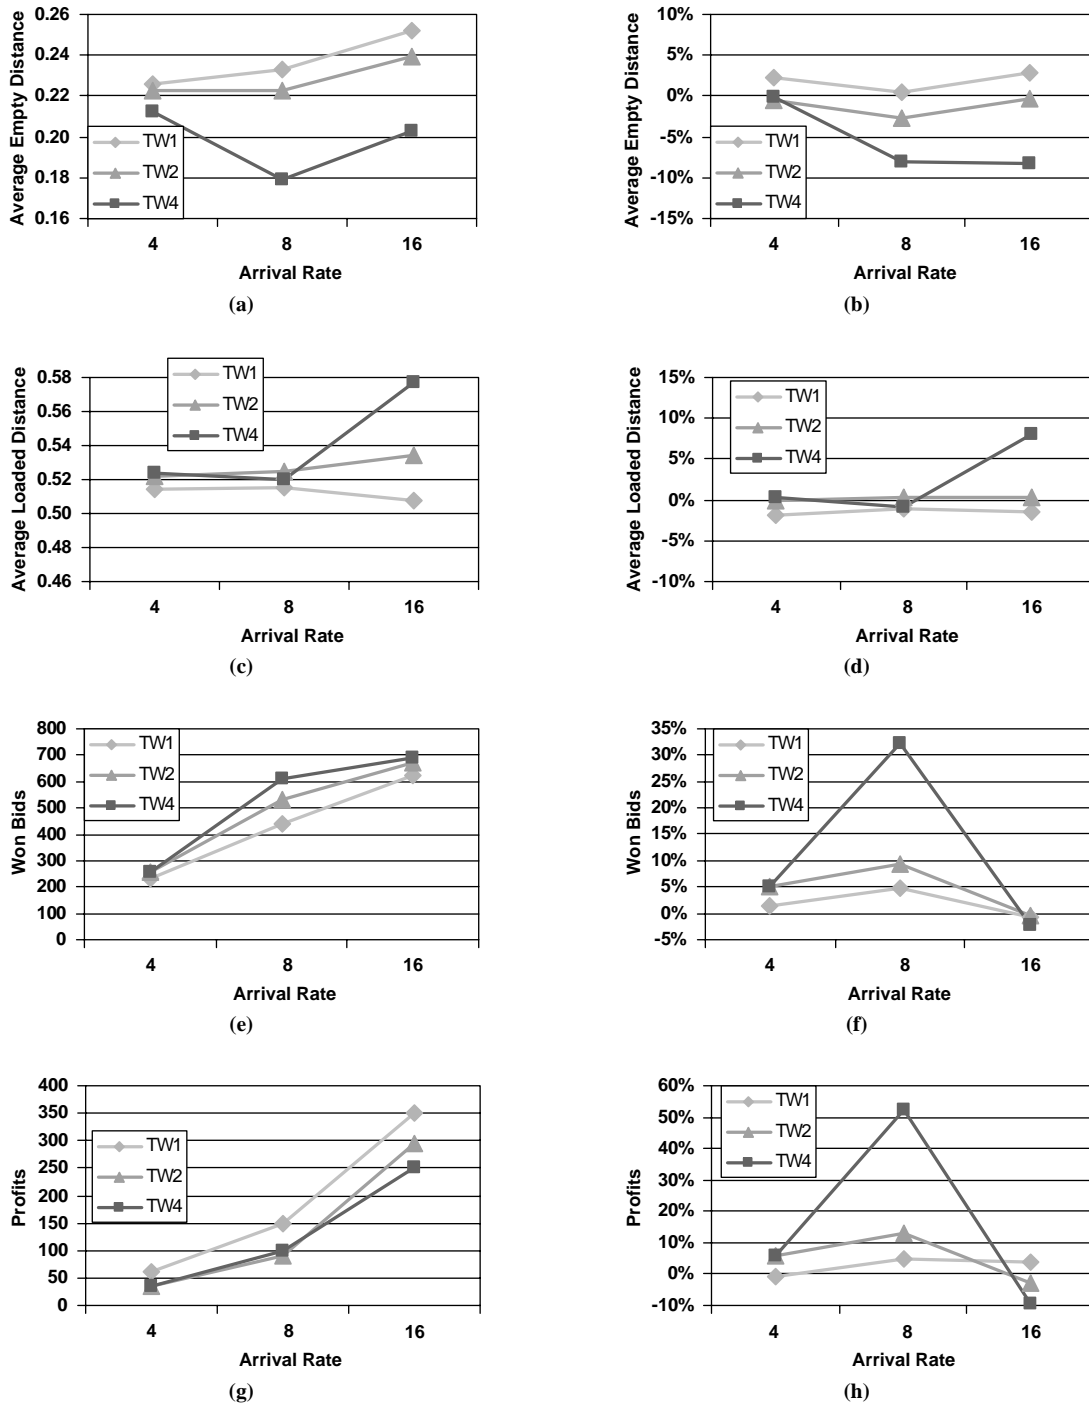 0.26
0.24
0.22
0.20
0.18
0.16
Average Empty Distance
TW1
TW2
TW4
4 8 16
Arrival Rate
(a)
10%
5%
0%
-5%
-10%
-15%
Average Empty Distance
TW1
TW2
TW4
4 8 16
Arrival Rate
(b)
0.58
0.56
0.54
0.52
0.50
0.48
0.46
Average Loaded Distance
TW1
TW2
TW4
4 8 16
Arrival Rate
(c)
15%
10%
5%
0%
-5%
-10%
Average Loaded Distance
TW1
TW2
TW4
4 8 16
Arrival Rate
(d)
800
700
600
500
400
300
200
100
0
Won Bids
TW1
TW2
TW4
4 8 16
Arrival Rate
(e)
35%
30%
25%
20%
15%
10%
5%
0%
-5%
Won Bids
TW1
TW2
TW4
4 8 16
Arrival Rate
(f)
400
350
300
250
200
150
100
50
0
Profits
TW1
TW2
TW4
4 8 16
Arrival Rate
(g)
60%
50%
40%
30%
20%
10%
0%
-10%
Profits
TW1
TW2
TW4
4 8 16
Arrival Rate
(h)